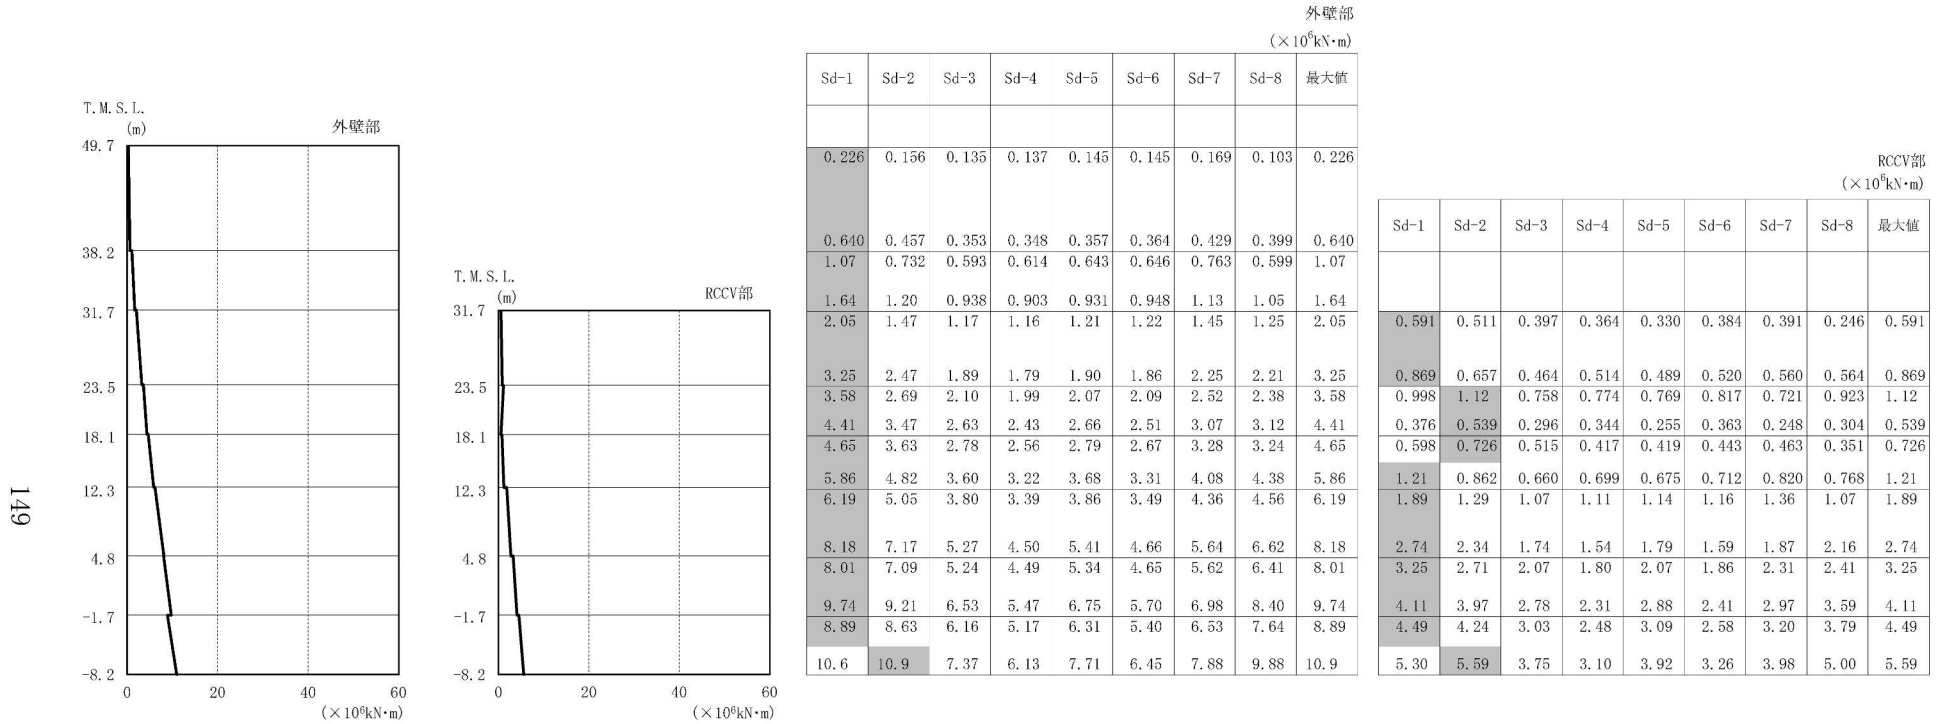 T.M.S.L.
(m)
外壁部
49.7
38.2
31.7
23.5
18.1
12.3
4.8
-1.7
-8.2
0 20 40 60
(×10⁶kN·m)
T.M.S.L.
(m)
RCCV部
31.7
23.5
18.1
12.3
4.8
-1.7
-8.2
0 20 40 60
(×10⁶kN·m)
外壁部
(×10⁶kN·m)
Sd-1 Sd-2 Sd-3 Sd-4 Sd-5 Sd-6 Sd-7 Sd-8 最大値
0.226 0.156 0.135 0.137 0.145 0.145 0.169 0.103 0.226
0.640 0.457 0.353 0.348 0.357 0.364 0.429 0.399 0.640
1.07 0.732 0.593 0.614 0.643 0.646 0.763 0.599 1.07
1.64 1.20 0.938 0.903 0.931 0.948 1.13 1.05 1.64
2.05 1.47 1.17 1.16 1.21 1.22 1.45 1.25 2.05
3.25 2.47 1.89 1.79 1.90 1.86 2.25 2.21 3.25
3.58 2.69 2.10 1.99 2.07 2.09 2.52 2.38 3.58
4.41 3.47 2.63 2.43 2.66 2.51 3.07 3.12 4.41
4.65 3.63 2.78 2.56 2.79 2.67 3.28 3.24 4.65
5.86 4.82 3.60 3.22 3.68 3.31 4.08 4.38 5.86
6.19 5.05 3.80 3.39 3.86 3.49 4.36 4.56 6.19
8.18 7.17 5.27 4.50 5.41 4.66 5.64 6.62 8.18
8.01 7.09 5.24 4.49 5.34 4.65 5.62 6.41 8.01
9.74 9.21 6.53 5.47 6.75 5.70 6.98 8.40 9.74
8.89 8.63 6.16 5.17 6.31 5.40 6.53 7.64 8.89
10.6 10.9 7.37 6.13 7.71 6.45 7.88 9.88 10.9
RCCV部
(×10⁶kN·m)
Sd-1 Sd-2 Sd-3 Sd-4 Sd-5 Sd-6 Sd-7 Sd-8 最大値
0.591 0.511 0.397 0.364 0.330 0.384 0.391 0.246 0.591
0.869 0.657 0.464 0.514 0.489 0.520 0.560 0.564 0.869
0.998 1.12 0.758 0.774 0.769 0.817 0.721 0.923 1.12
0.376 0.539 0.296 0.344 0.255 0.363 0.248 0.304 0.539
0.598 0.726 0.515 0.417 0.419 0.443 0.463 0.351 0.726
1.21 0.862 0.660 0.699 0.675 0.712 0.820 0.768 1.21
1.89 1.29 1.07 1.11 1.14 1.16 1.36 1.07 1.89
2.74 2.34 1.74 1.54 1.79 1.59 1.87 2.16 2.74
3.25 2.71 2.07 1.80 2.07 1.86 2.31 2.41 3.25
4.11 3.97 2.78 2.31 2.88 2.41 2.97 3.59 4.11
4.49 4.24 3.03 2.48 3.09 2.58 3.20 3.79 4.49
5.30 5.59 3.75 3.10 3.92 3.26 3.98 5.00 5.59
149